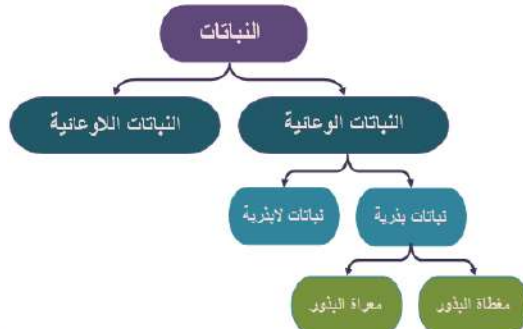 النباتات
النباتات الوعائية
النباتات اللاوعائية
نباتات بذرية
نباتات لابذرية
مغطاة البذور
معراة البذور